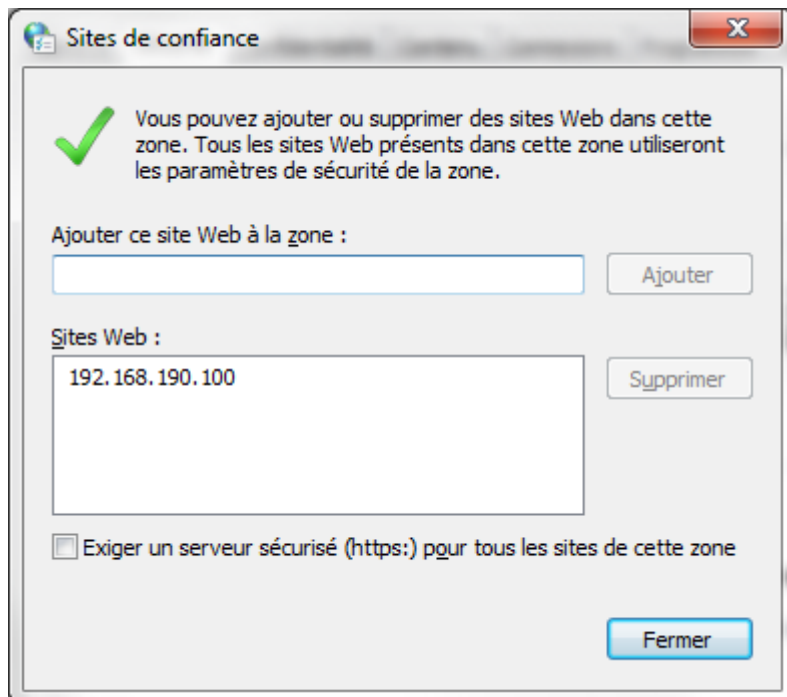 Sites de confiance
Vous pouvez ajouter ou supprimer des sites Web dans cette
zone. Tous les sites Web présents dans cette zone utiliseront
les paramètres de sécurité de la zone.
Ajouter ce site Web à la zone :
Ajouter
Sites Web :
192.168.190.100
Supprimer
Exiger un serveur sécurisé (https:) pour tous les sites de cette zone
Fermer